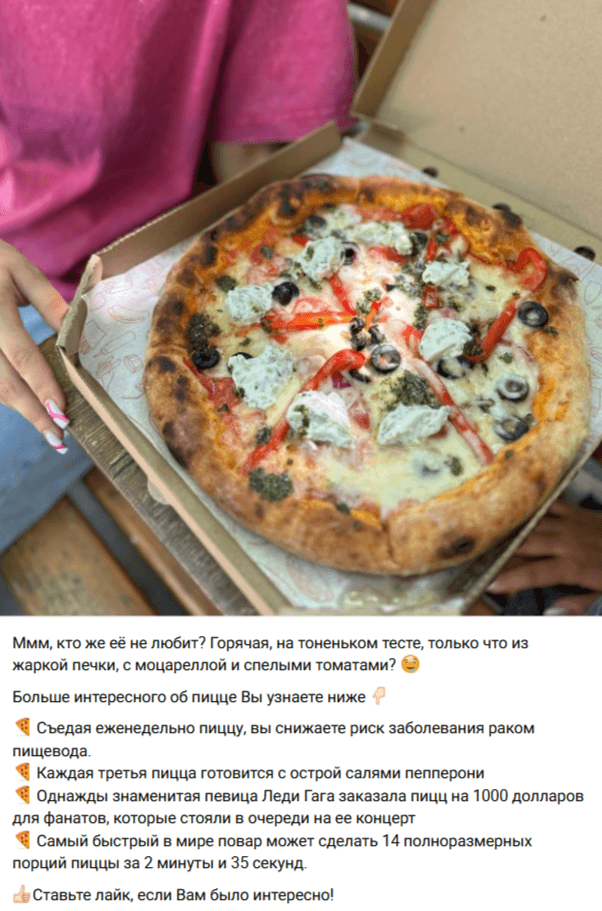 Ммм, кто же её не любит? Горячая, на тоненьком тесте, только что из
жаркой печки, с моцареллой и спелыми томатами? 🤤
Больше интересного об пицце Вы узнаете ниже 👇🏻
🍕 Съедая еженедельно пиццу, вы снижаете риск заболевания раком
пищевода.
🍕 Каждая третья пицца готовится с острой салями пепперони
🍕 Однажды знаменитая певица Леди Гага заказала пицц на 1000 долларов
для фанатов, которые стояли в очереди на ее концерт
🍕 Самый быстрый в мире повар может сделать 14 полноразмерных
порций пиццы за 2 минуты и 35 секунд.
👍🏻Ставьте лайк, если Вам было интересно!